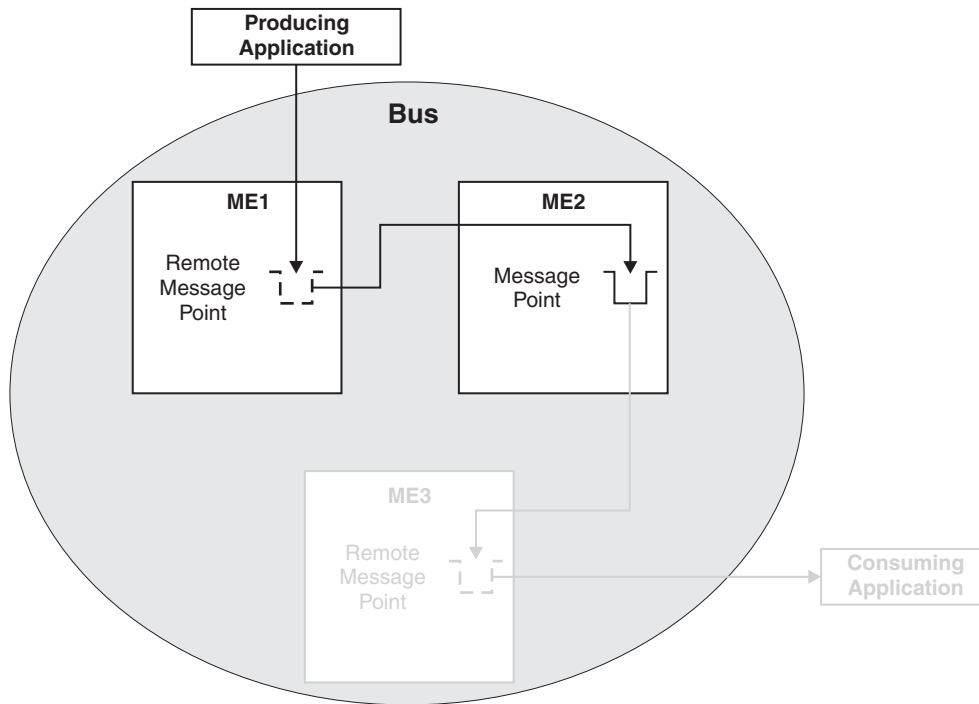 Producing
Application
Bus
ME1
Remote
Message
Point
ME2
Message
Point
ME3
Remote
Message
Point
Consuming
Application